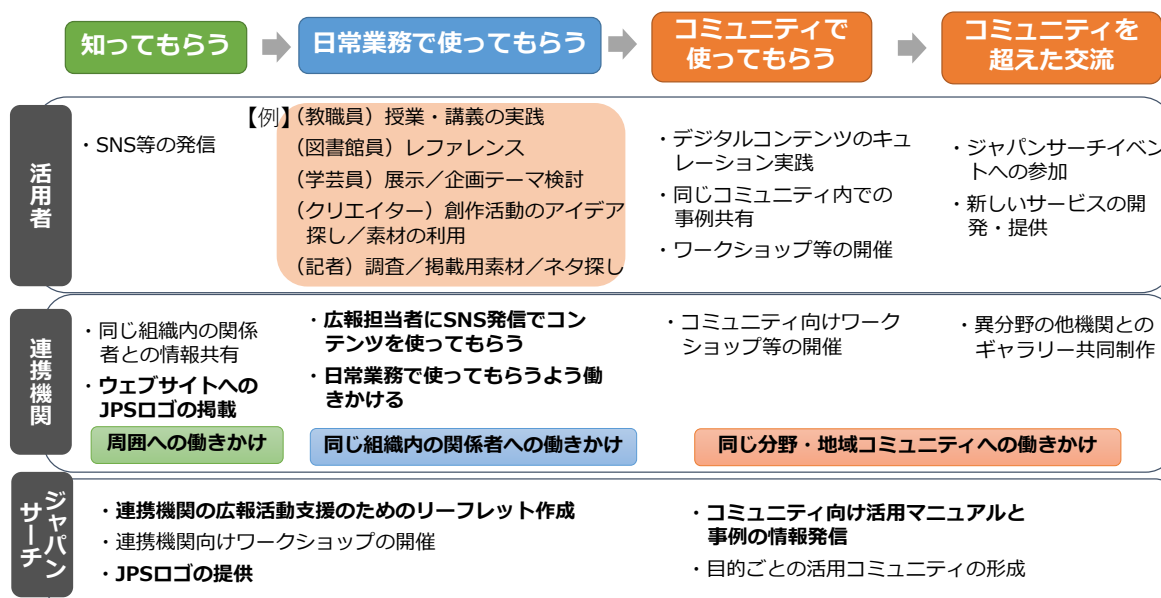 知ってもらう
日常業務で使ってもらう
コミュニティで
使ってもらう
コミュニティを
超えた交流
活用者
・SNS等の発信
【例】（教職員）授業・講義の実践
（図書館員）レファレンス
（学芸員）展示／企画テーマ検討
（クリエイター）創作活動のアイデア
探し／素材の利用
（記者）調査／掲載用素材／ネタ探し
・デジタルコンテンツのキュ
レーション実践
・同じコミュニティ内での
事例共有
・ワークショップ等の開催
・ジャパンサーチイベン
トへの参加
・新しいサービスの開
発・提供
連携機関
・同じ組織内の関係
者との情報共有
・ウェブサイトへの
JPSロゴの掲載
周囲への働きかけ
・広報担当者にSNS発信でコン
テンツを使ってもらう
・日常業務で使ってもらうよう働
きかける
同じ組織内の関係者への働きかけ
・コミュニティ向けワーク
ショップ等の開催
・異分野の他機関との
ギャラリー共同制作
同じ分野・地域コミュニティへの働きかけ
ジャパン
サーチ
・連携機関の広報活動支援のためのリーフレット作成
・連携機関向けワークショップの開催
・JPSロゴの提供
・コミュニティ向け活用マニュアルと
事例の情報発信
・目的ごとの活用コミュニティの形成